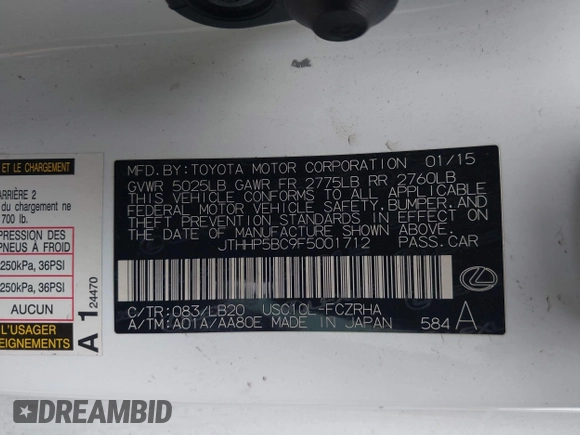 ET LE CHARGEMENT
ARRIÈRE 2
du chargement ne
700 lb.
PRESSION DES
PNEUS À FROID
250kPa, 36PSI
250kPa, 36PSI
AUCUN
L'USAGER
SEIGNEMENTS
A 1 24470
MFD. BY: TOYOTA MOTOR CORPORATION 01/15
GVWR 5025LB GAWR FR 2775LB RR 2760LB
THIS VEHICLE CONFORMS TO ALL APPLICABLE
FEDERAL MOTOR VEHICLE SAFETY, BUMPER, AND
THEFT PREVENTION STANDARDS IN EFFECT ON
THE DATE OF MANUFACTURE SHOWN ABOVE.
JTHHP5BC9F5001712 PASS. CAR
C/TR: 083/LB20 USC10L-FCZRHA
A/TM: A01A/AA80E MADE IN JAPAN 584 A
DREAMBID